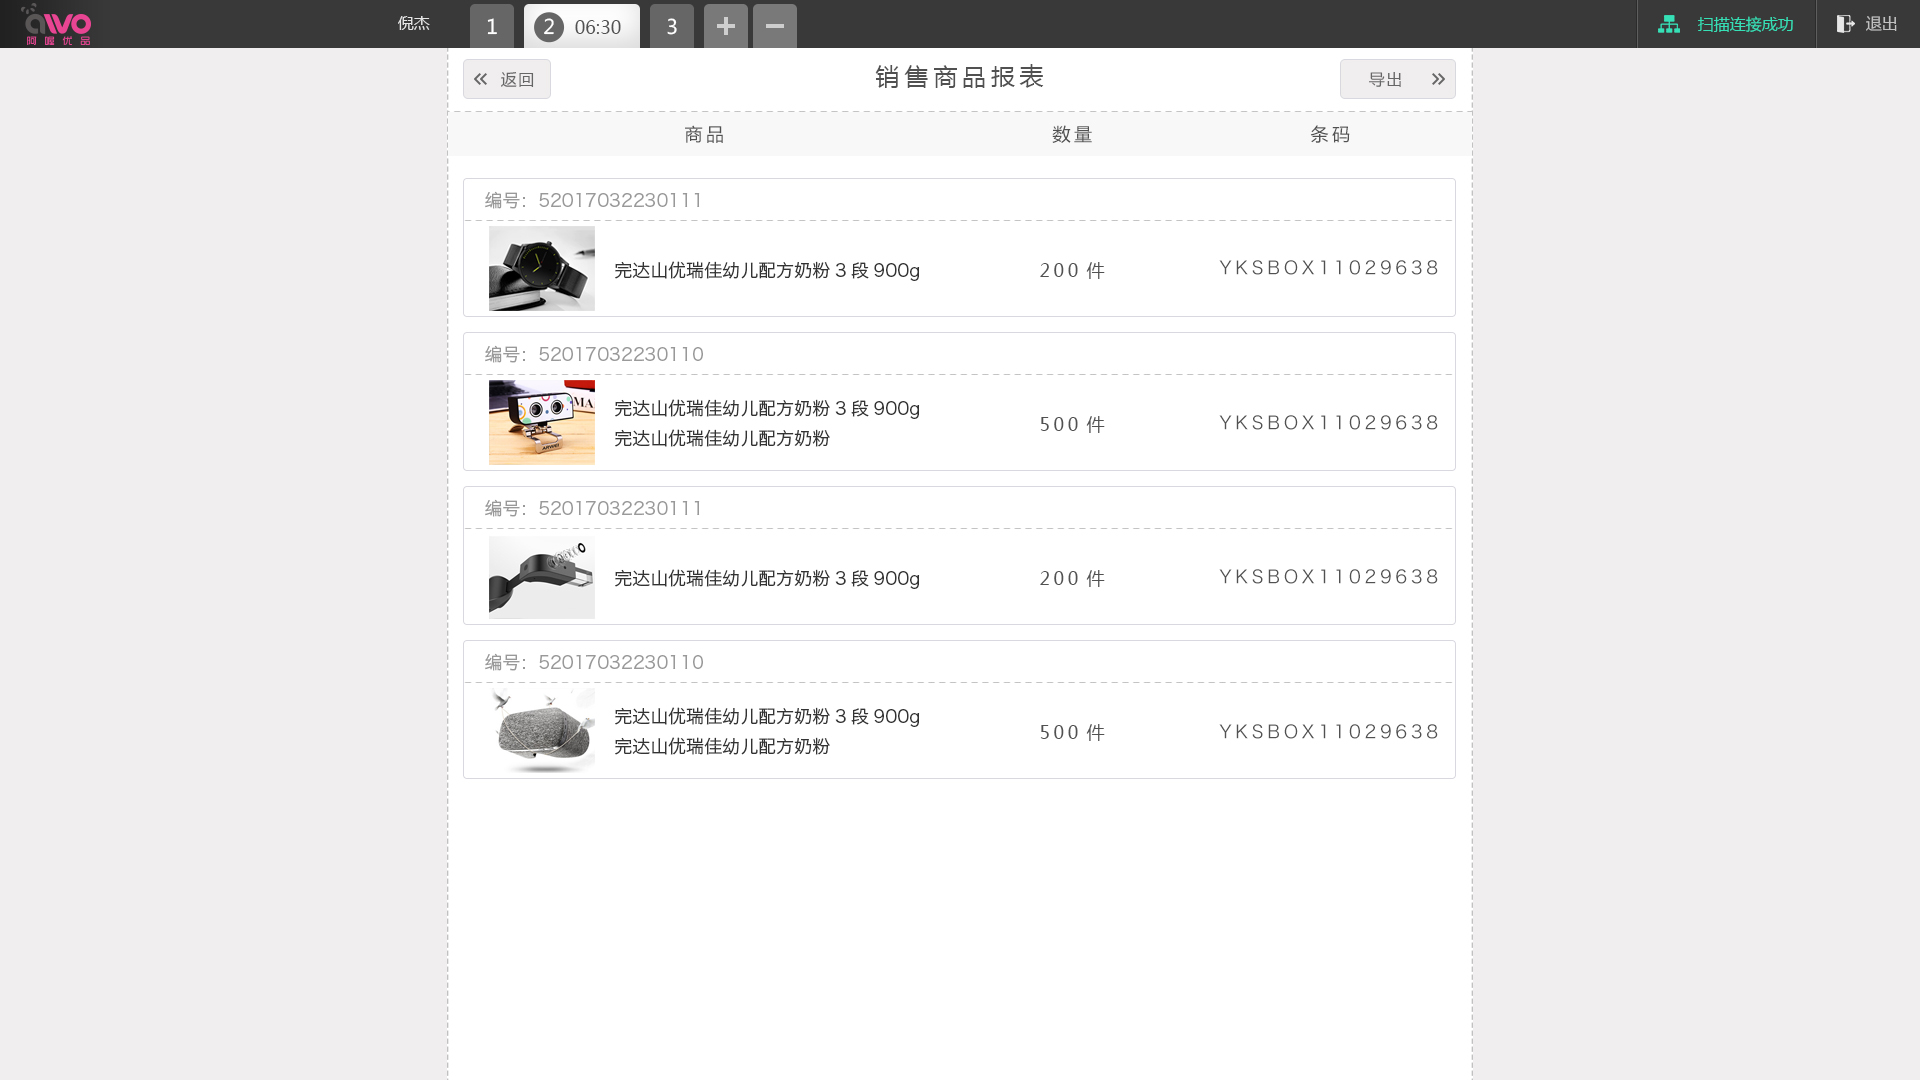 awo
阿喔优品
倪杰
1
2 06:30
3
扫描连接成功
退出
返回
销售商品报表
导出
商品 数量 条码
编号：52017032230111
完达山优瑞佳幼儿配方奶粉 3 段 900g
200 件
YKSBOX11029638
编号：52017032230110
完达山优瑞佳幼儿配方奶粉 3 段 900g
完达山优瑞佳幼儿配方奶粉
500 件
YKSBOX11029638
编号：52017032230111
完达山优瑞佳幼儿配方奶粉 3 段 900g
200 件
YKSBOX11029638
编号：52017032230110
完达山优瑞佳幼儿配方奶粉 3 段 900g
完达山优瑞佳幼儿配方奶粉
500 件
YKSBOX11029638